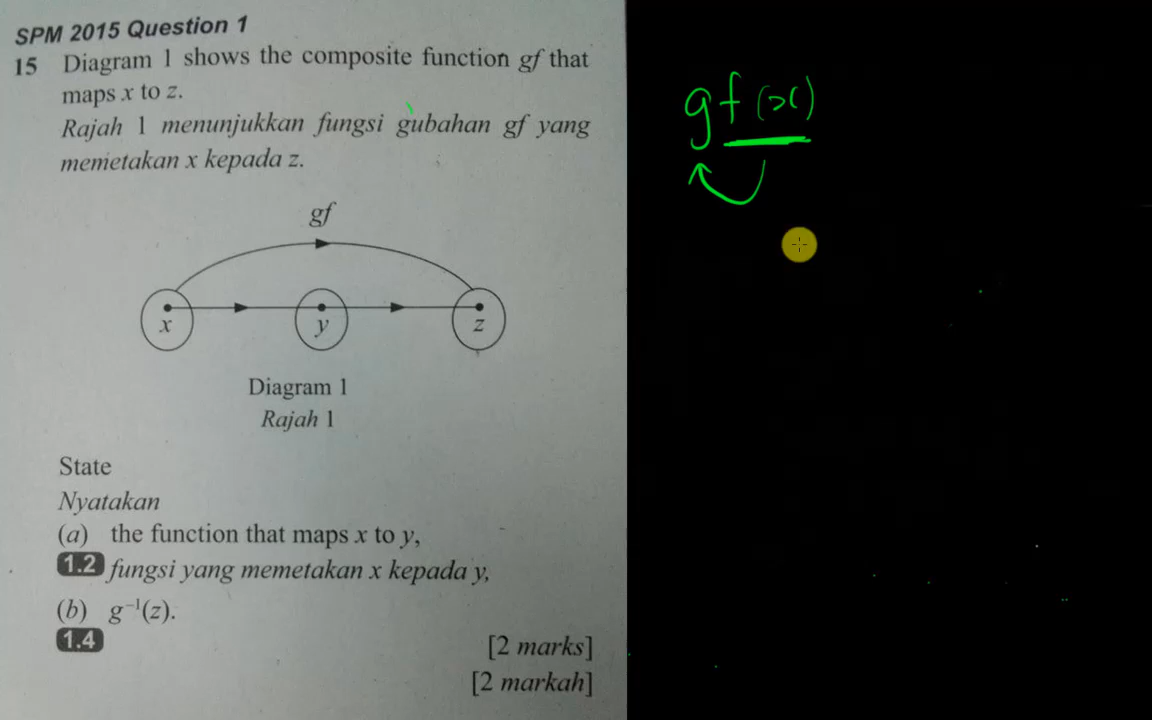 SPM 2015 Question 1
15 Diagram 1 shows the composite function gf that
maps x to z.
Rajah 1 menunjukkan fungsi gubahan gf yang
memetakan x kepada z.
gf
x y z
Diagram 1
Rajah 1
State
Nyatakan
(a) the function that maps x to y,
1.2 fungsi yang memetakan x kepada y,
(b) g⁻¹(z).
1.4
[2 marks]
[2 markah]
gf(x)